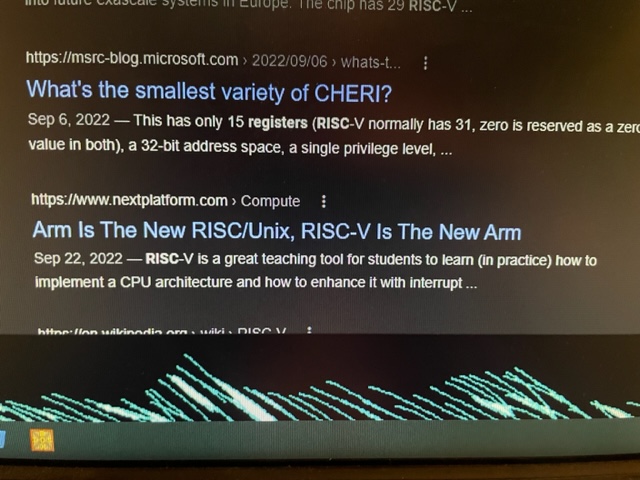 into future exascale systems in Europe. The chip has 29 RISC-V ...
https://msrc-blog.microsoft.com › 2022/09/06 › whats-t...
What's the smallest variety of CHERI?
Sep 6, 2022 — This has only 15 registers (RISC-V normally has 31, zero is reserved as a zero
value in both), a 32-bit address space, a single privilege level, ...
https://www.nextplatform.com › Compute
Arm Is The New RISC/Unix, RISC-V Is The New Arm
Sep 22, 2022 — RISC-V is a great teaching tool for students to learn (in practice) how to
implement a CPU architecture and how to enhance it with interrupt ...
https://en.wikipedia.org › wiki › RISC-V